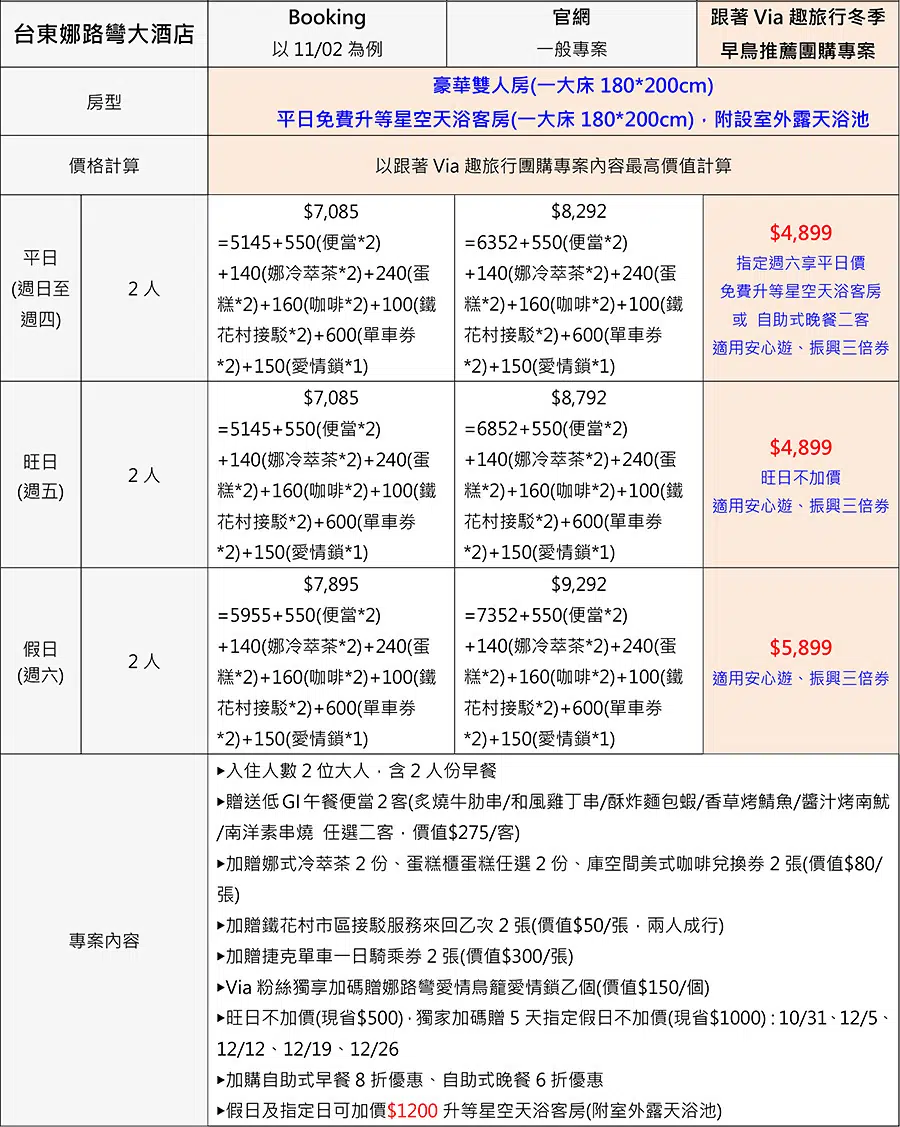 台東娜路彎大酒店
Booking
以 11/02 為例
官網
一般專案
跟著 Via 趣旅行冬季
早鳥推薦團購專案
房型
豪華雙人房(一大床 180*200cm)
平日免費升等星空天浴客房(一大床 180*200cm)，附設室外露天浴池
價格計算
以跟著 Via 趣旅行團購專案內容最高價值計算
平日
(週日至
週四)
2 人
$7,085
=5145+550(便當*2)
+140(娜冷萃茶*2)+240(蛋
糕*2)+160(咖啡*2)+100(鐵
花村接駁*2)+600(單車券
*2)+150(愛情鎖*1)
$8,292
=6352+550(便當*2)
+140(娜冷萃茶*2)+240(蛋
糕*2)+160(咖啡*2)+100(鐵
花村接駁*2)+600(單車券
*2)+150(愛情鎖*1)
$4,899
指定週六享平日價
免費升等星空天浴客房
或 自助式晚餐二客
適用安心遊、振興三倍券
旺日
(週五)
2 人
$7,085
=5145+550(便當*2)
+140(娜冷萃茶*2)+240(蛋
糕*2)+160(咖啡*2)+100(鐵
花村接駁*2)+600(單車券
*2)+150(愛情鎖*1)
$8,792
=6852+550(便當*2)
+140(娜冷萃茶*2)+240(蛋
糕*2)+160(咖啡*2)+100(鐵
花村接駁*2)+600(單車券
*2)+150(愛情鎖*1)
$4,899
旺日不加價
適用安心遊、振興三倍券
假日
(週六)
2 人
$7,895
=5955+550(便當*2)
+140(娜冷萃茶*2)+240(蛋
糕*2)+160(咖啡*2)+100(鐵
花村接駁*2)+600(單車券
*2)+150(愛情鎖*1)
$9,292
=7352+550(便當*2)
+140(娜冷萃茶*2)+240(蛋
糕*2)+160(咖啡*2)+100(鐵
花村接駁*2)+600(單車券
*2)+150(愛情鎖*1)
$5,899
適用安心遊、振興三倍券
專案內容
▸入住人數 2 位大人，含 2 人份早餐
▸贈送低 GI 午餐便當 2 客(炙燒牛肋串/和風雞丁串/酥炸麵包蝦/香草烤鯖魚/醬汁烤南魷
/南洋素串燒 任選二客，價值$275/客)
▸加贈娜式冷萃茶 2 份、蛋糕櫃蛋糕任選 2 份、庫空間美式咖啡兌換券 2 張(價值$80/
張)
▸加贈鐵花村市區接駁服務來回乙次 2 張(價值$50/張，兩人成行)
▸加贈捷克單車一日騎乘券 2 張(價值$300/張)
▸Via 粉絲獨享加碼贈娜路彎愛情鳥籠愛情鎖乙個(價值$150/個)
▸旺日不加價(現省$500)，獨家加碼贈 5 天指定假日不加價(現省$1000)：10/31、12/5、
12/12、12/19、12/26
▸加購自助式早餐 8 折優惠、自助式晚餐 6 折優惠
▸假日及指定日可加價$1200 升等星空天浴客房(附室外露天浴池)